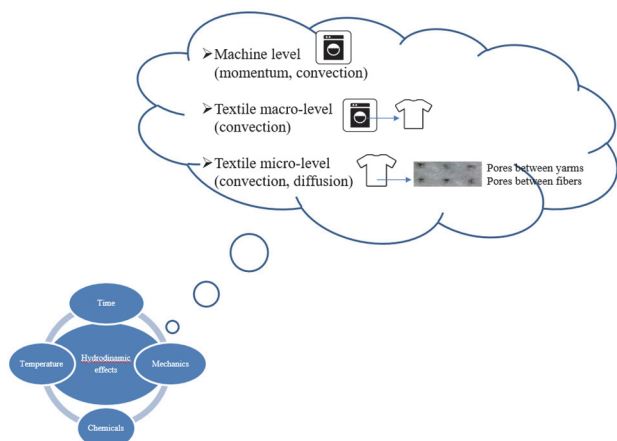 ➢Machine level
(momentum, convection)
➢Textile macro-level
(convection)
➢Textile micro-level
(convection, diffusion)
Pores between yarns
Pores between fibers
Time
Temperature
Hydrodinamic
effects
Mechanics
Chemicals